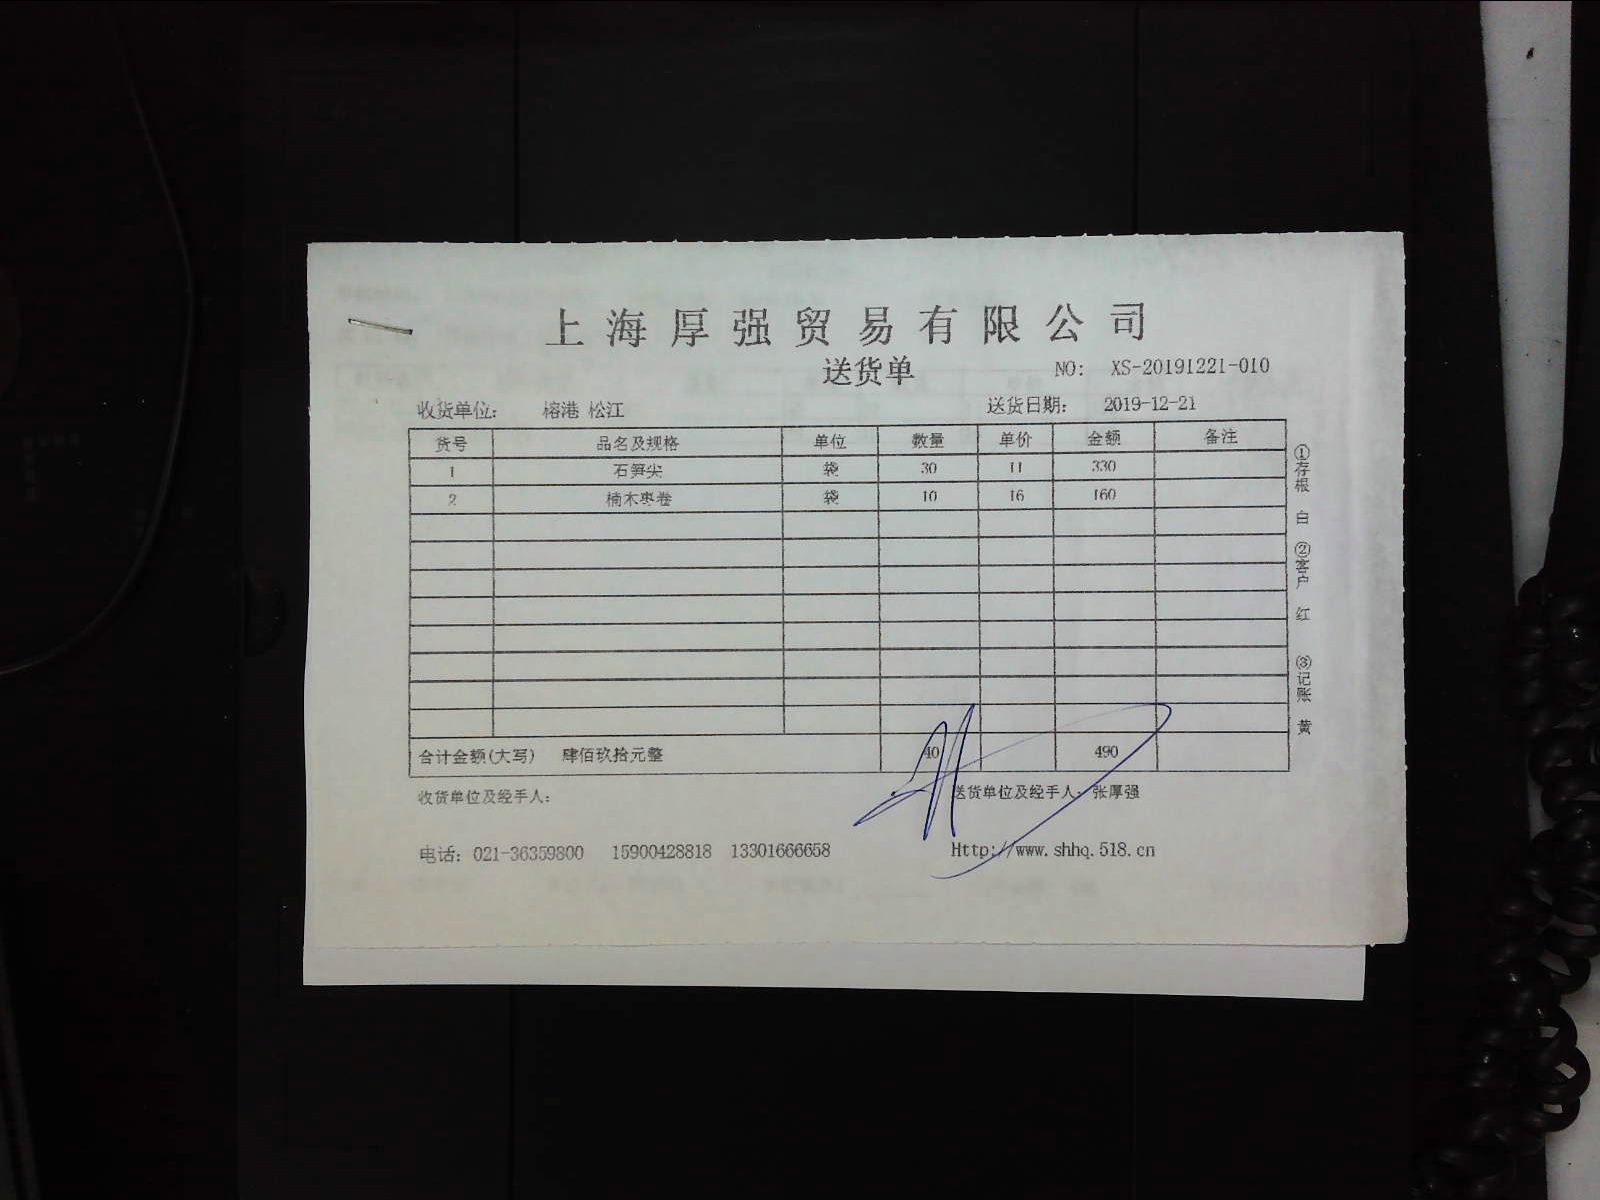 上海厚强贸易有限公司
送货单
NO: XS-20191221-010
收货单位: 榕港 松江 送货日期: 2019-12-21
货号 品名及规格 单位 数量 单价 金额 备注
1 石笋尖 袋 30 11 330
2 楠木枣卷 袋 10 16 160
合计金额(大写) 肆佰玖拾元整 40 490
收货单位及经手人: 送货单位及经手人: 张厚强
电话: 021-36359800 15900428818 13301666658 Http://www.shhq.518.cn
①存根 白 ②客户 红 ③记账 黄